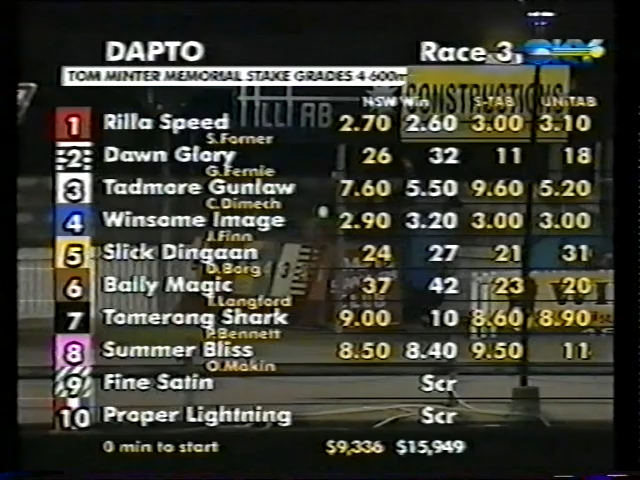 DAPTO Race 3,
TOM MINTER MEMORIAL STAKE GRADES 4 600m
CONSTRUCTIONS
NSW Win S-TAB UNiTAB
1 Rilla Speed 2.70 2.60 3.00 3.10
S.Forner
2 Dawn Glory 26 32 11 18
G.Fernie
3 Tadmore Gunlaw 7.60 5.50 9.60 5.20
C.Dimech
4 Winsome Image 2.90 3.20 3.00 3.00
J.Finn
5 Slick Dingaan 24 27 21 31
D.Borg
6 Baily Magic 37 42 23 20
T.Langford
7 Tomerong Shark 9.00 10 8.60 8.90
P.Bennett
8 Summer Bliss 8.50 8.40 9.50 11
O.Makin
9 Fine Satin Scr
10 Proper Lightning Scr
0 min to start $9,336 $15,949